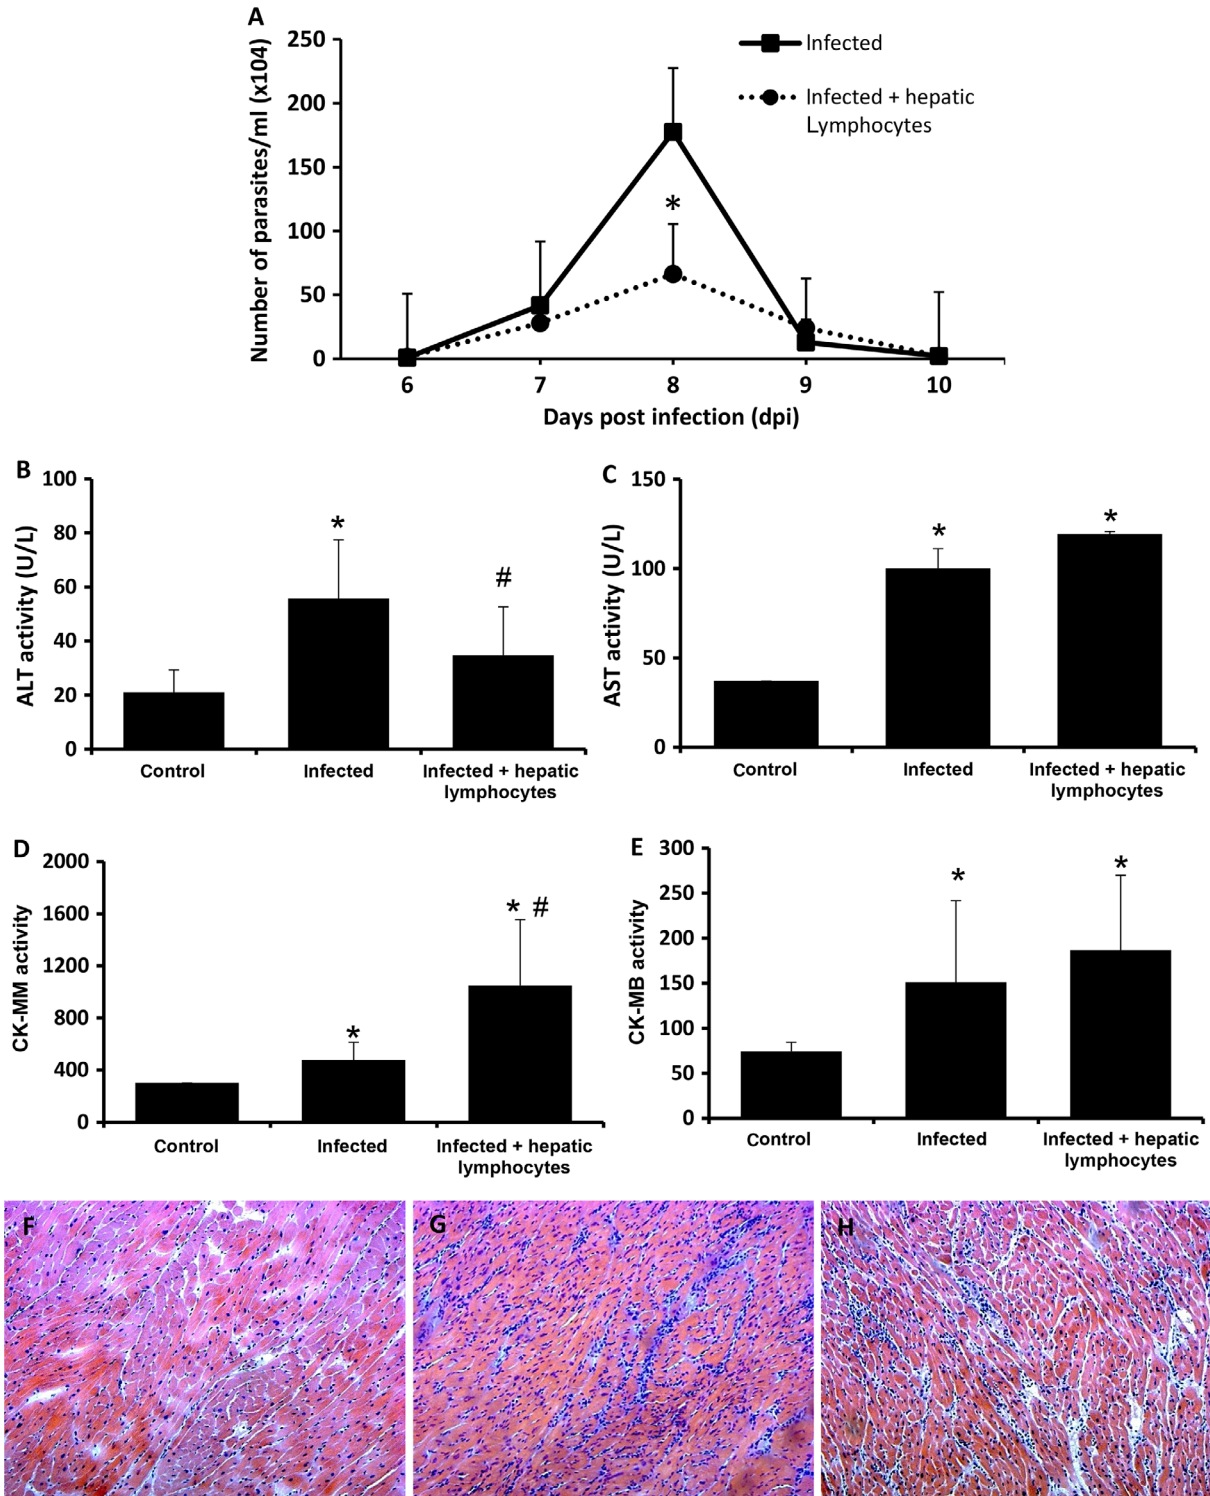 A
Number of parasites/ml (x104)
250
200
150
100
50
0
6 7 8 9 10
Days post infection (dpi)
Infected
Infected + hepatic
Lymphocytes
*
B
ALT activity (U/L)
100
80
60
40
20
0
*
#
Control
Infected
Infected + hepatic
lymphocytes
C
AST activity (U/L)
150
100
50
0
*
*
Control
Infected
Infected + hepatic
lymphocytes
D
CK-MM activity
2000
1600
1200
800
400
0
*
* #
Control
Infected
Infected + hepatic
lymphocytes
E
CK-MB activity
300
250
200
150
100
50
0
*
*
Control
Infected
Infected + hepatic
lymphocytes
F
G
H